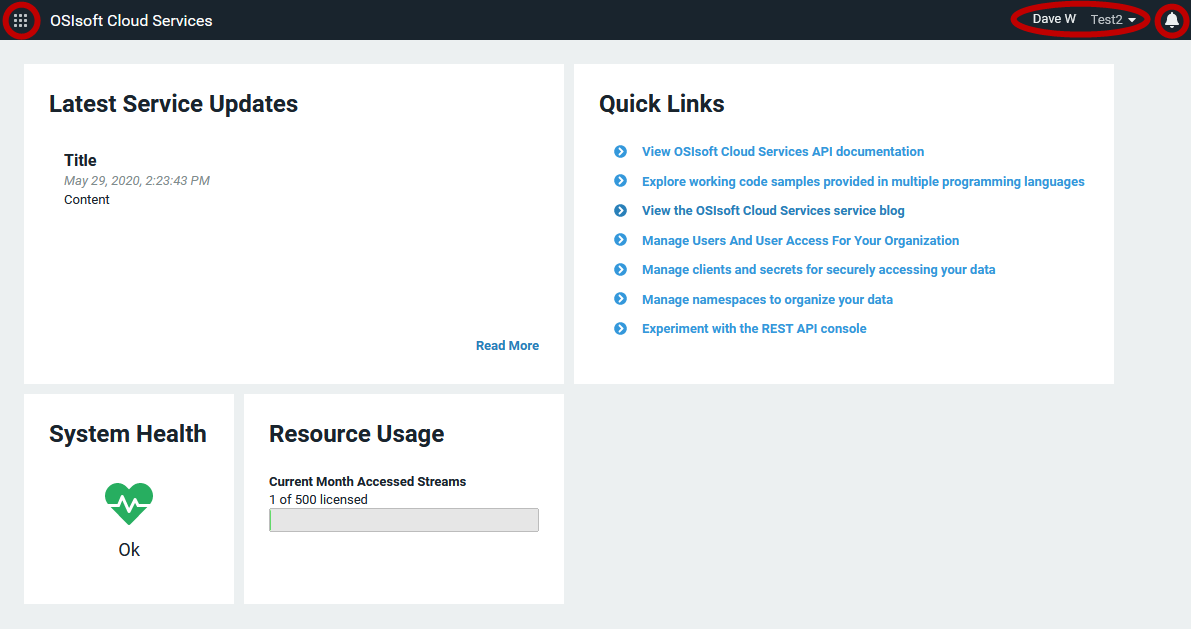 OSIsoft Cloud Services
Dave W Test2
Latest Service Updates
Title
May 29, 2020, 2:23:43 PM
Content
Read More
Quick Links
View OSIsoft Cloud Services API documentation
Explore working code samples provided in multiple programming languages
View the OSIsoft Cloud Services service blog
Manage Users And User Access For Your Organization
Manage clients and secrets for securely accessing your data
Manage namespaces to organize your data
Experiment with the REST API console
System Health
Ok
Resource Usage
Current Month Accessed Streams
1 of 500 licensed